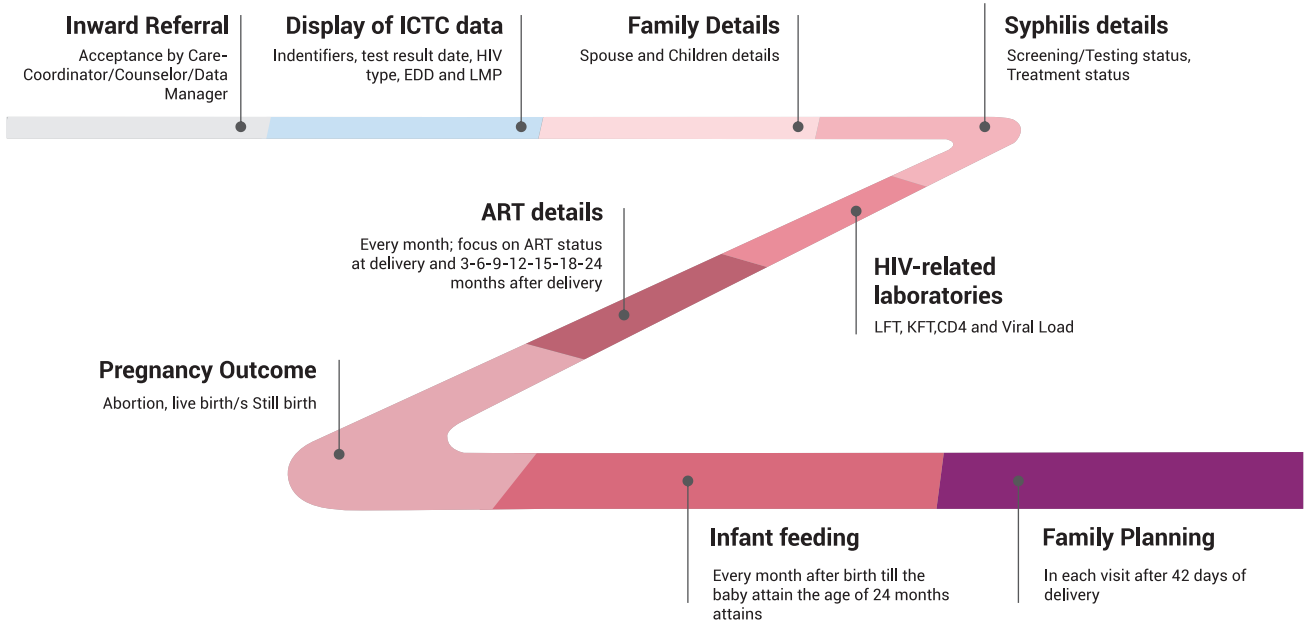 Inward Referral
Acceptance by Care-
Coordinator/Counselor/Data
Manager
Display of ICTC data
Indentifiers, test result date, HIV
type, EDD and LMP
Family Details
Spouse and Children details
Syphilis details
Screening/Testing status,
Treatment status
HIV-related
laboratories
LFT, KFT,CD4 and Viral Load
ART details
Every month; focus on ART status
at delivery and 3-6-9-12-15-18-24
months after delivery
Pregnancy Outcome
Abortion, live birth/s Still birth
Infant feeding
Every month after birth till the
baby attain the age of 24 months
attains
Family Planning
In each visit after 42 days of
delivery